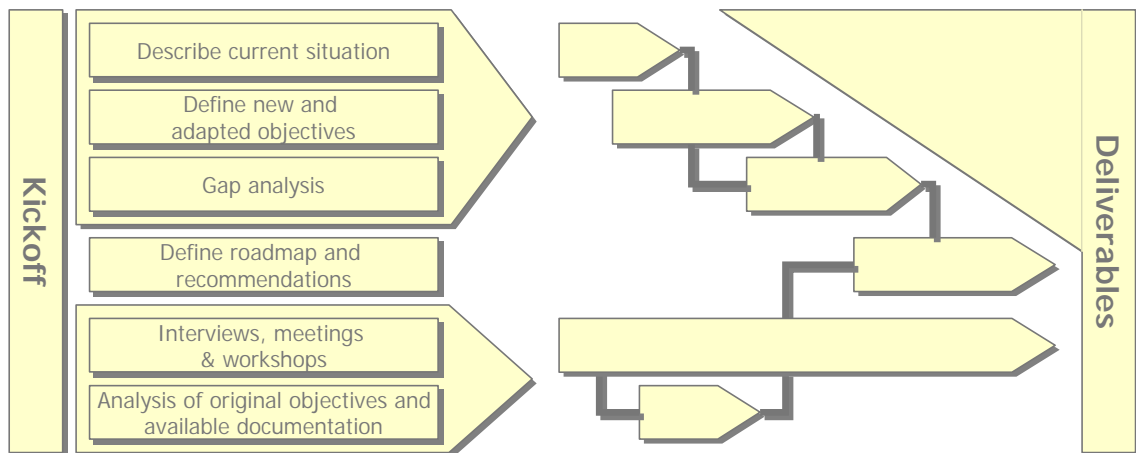 Kickoff
Describe current situation
Define new and
adapted objectives
Gap analysis
Define roadmap and
recommendations
Interviews, meetings
& workshops
Analysis of original objectives and
available documentation
Deliverables